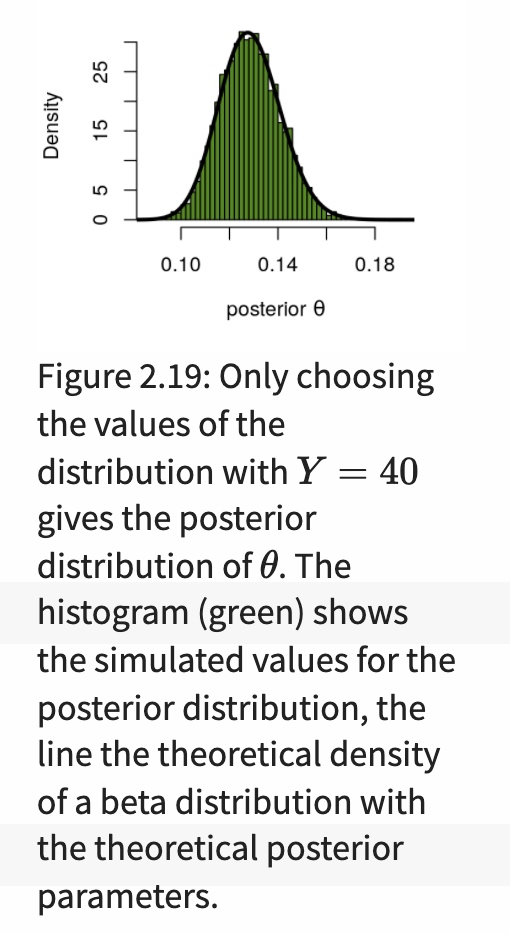 Density
25
15
5
0
0.10 0.14 0.18
posterior θ
Figure 2.19: Only choosing
the values of the
distribution with Y = 40
gives the posterior
distribution of θ. The
histogram (green) shows
the simulated values for the
posterior distribution, the
line the theoretical density
of a beta distribution with
the theoretical posterior
parameters.